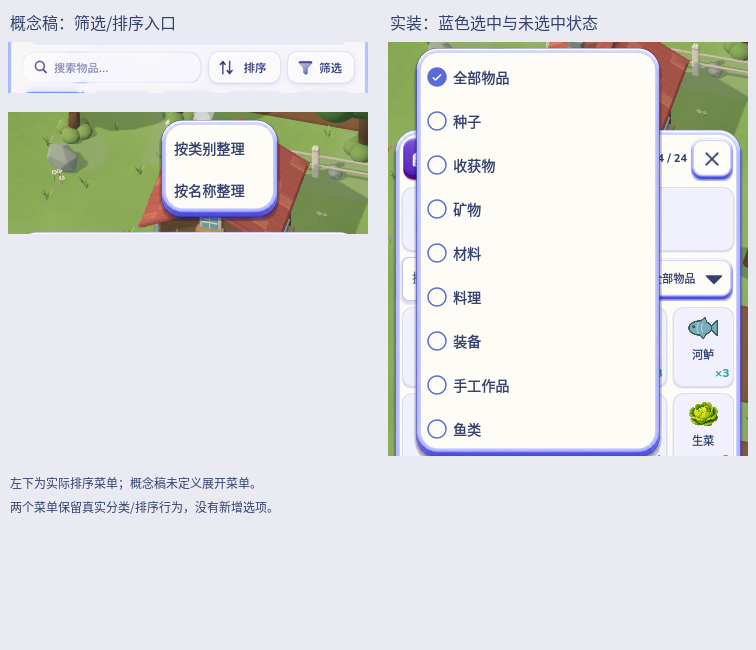 概念稿：筛选/排序入口
搜索物品...
排序
筛选
按类别整理
按名称整理
左下为实际排序菜单；概念稿未定义展开菜单。
两个菜单保留真实分类/排序行为，没有新增选项。
实装：蓝色选中与未选中状态
全部物品
种子
收获物
矿物
材料
料理
装备
手工作品
鱼类
4 / 24
全部物品
河鲈
×3
生菜